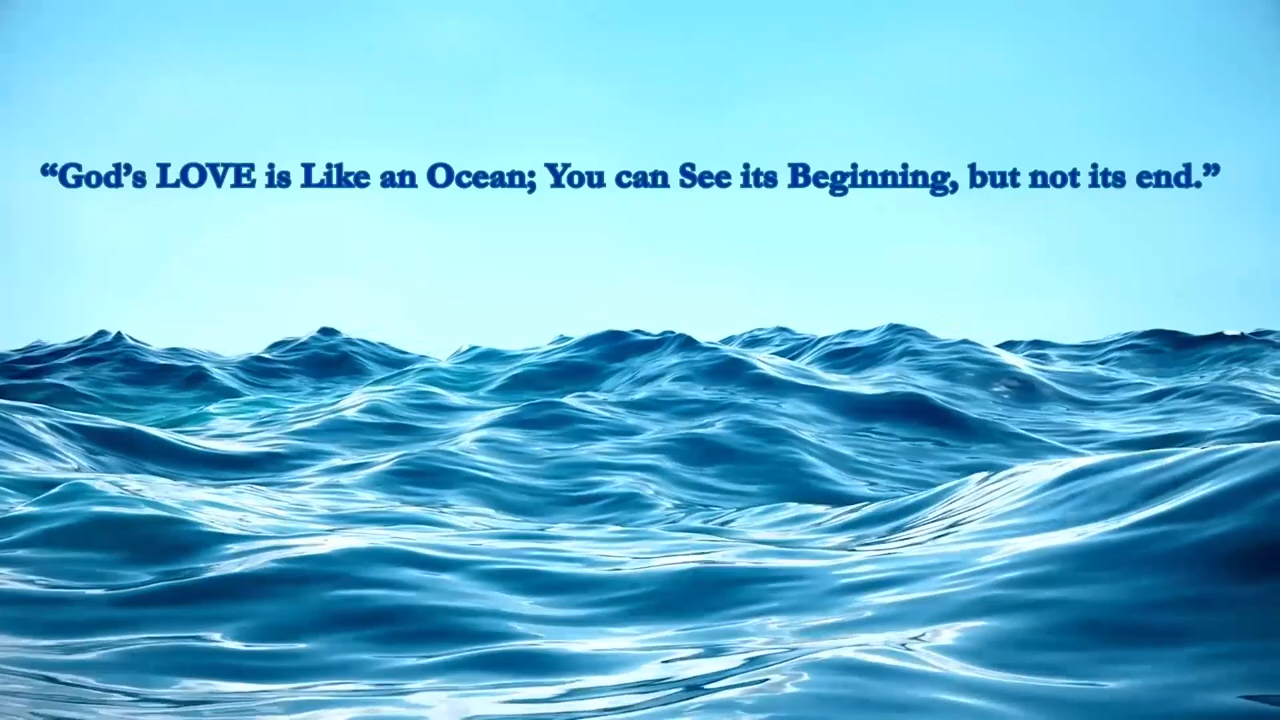 “God’s LOVE is Like an Ocean; You can See its Beginning, but not its end.”